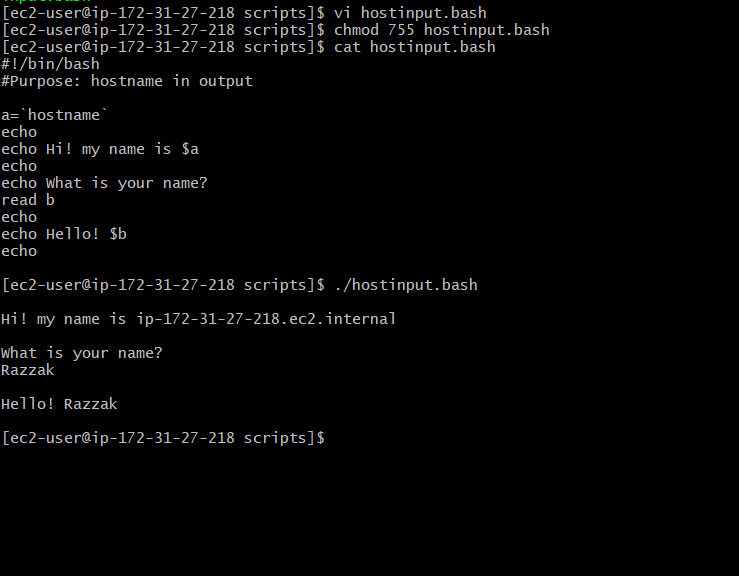 [ec2-user@ip-172-31-27-218 scripts]$ vi hostinput.bash
[ec2-user@ip-172-31-27-218 scripts]$ chmod 755 hostinput.bash
[ec2-user@ip-172-31-27-218 scripts]$ cat hostinput.bash
#!/bin/bash
#Purpose: hostname in output
a=`hostname`
echo
echo Hi! my name is $a
echo
echo What is your name?
read b
echo
echo Hello! $b
echo
[ec2-user@ip-172-31-27-218 scripts]$ ./hostinput.bash
Hi! my name is ip-172-31-27-218.ec2.internal
What is your name?
Razzak
Hello! Razzak
[ec2-user@ip-172-31-27-218 scripts]$